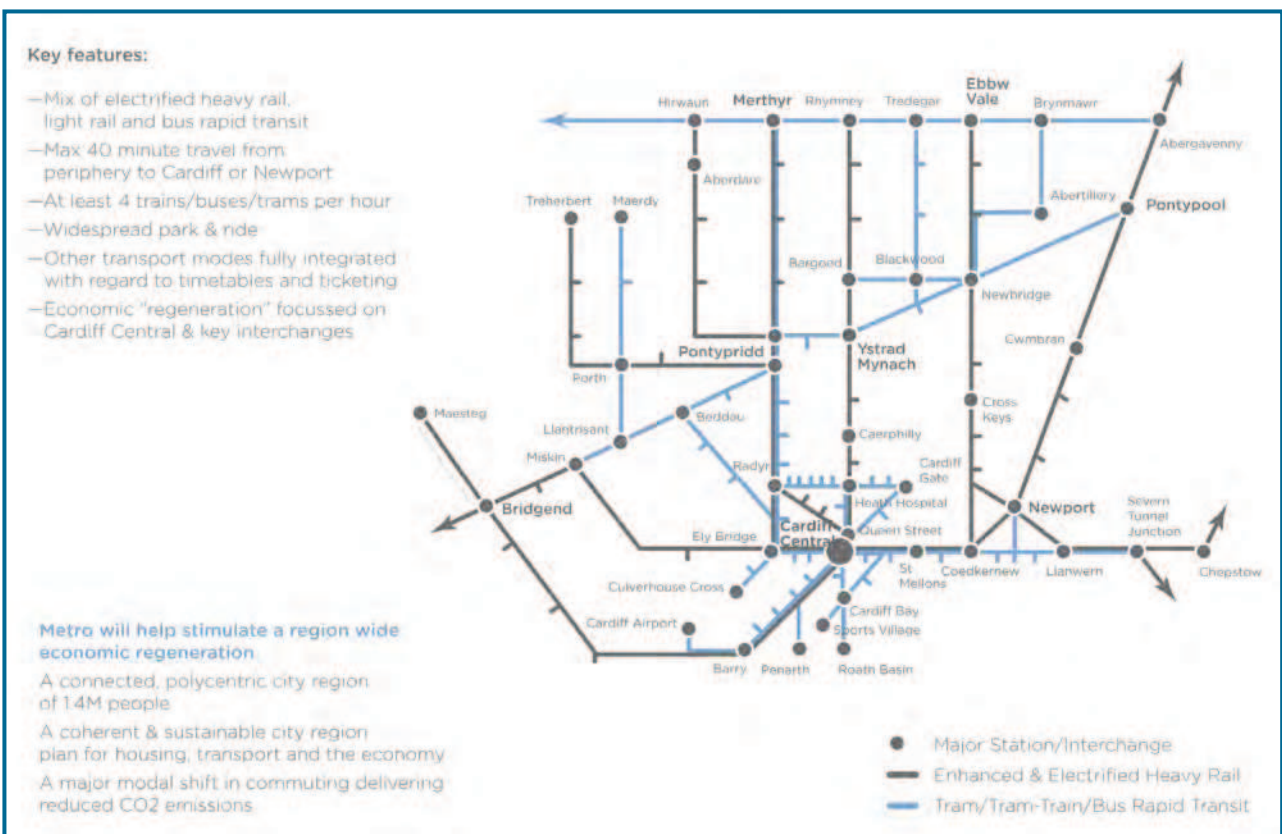 Key features:
—Mix of electrified heavy rail,
light rail and bus rapid transit
—Max 40 minute travel from
periphery to Cardiff or Newport
—At least 4 trains/buses/trams per hour
—Widespread park & ride
—Other transport modes fully integrated
with regard to timetables and ticketing
—Economic "regeneration" focussed on
Cardiff Central & key interchanges
Hirwaun
Merthyr
Rhymney
Tredegar
Ebbw
Vale
Brynmawr
Abergavenny
Aberdare
Treherbert
Maerdy
Abertillery
Pontypool
Bargoed
Blackwood
Newbridge
Pontypridd
Ystrad
Mynach
Cwmbran
Porth
Maesteg
Beddau
Cross
Keys
Llantrisant
Caerphilly
Miskin
Radyr
Cardiff
Gate
Heath Hospital
Bridgend
Newport
Severn
Tunnel
Junction
Ely Bridge
Cardiff
Central
Queen Street
St
Mellons
Coedkernew
Llanwern
Chepstow
Culverhouse Cross
Cardiff Bay
Cardiff Airport
Sports Village
Barry
Penarth
Roath Basin
Metro will help stimulate a region wide
economic regeneration
A connected, polycentric city region
of 1.4M people
A coherent & sustainable city region
plan for housing, transport and the economy
A major modal shift in commuting delivering
reduced CO2 emissions
Major Station/Interchange
Enhanced & Electrified Heavy Rail
Tram/Tram-Train/Bus Rapid Transit